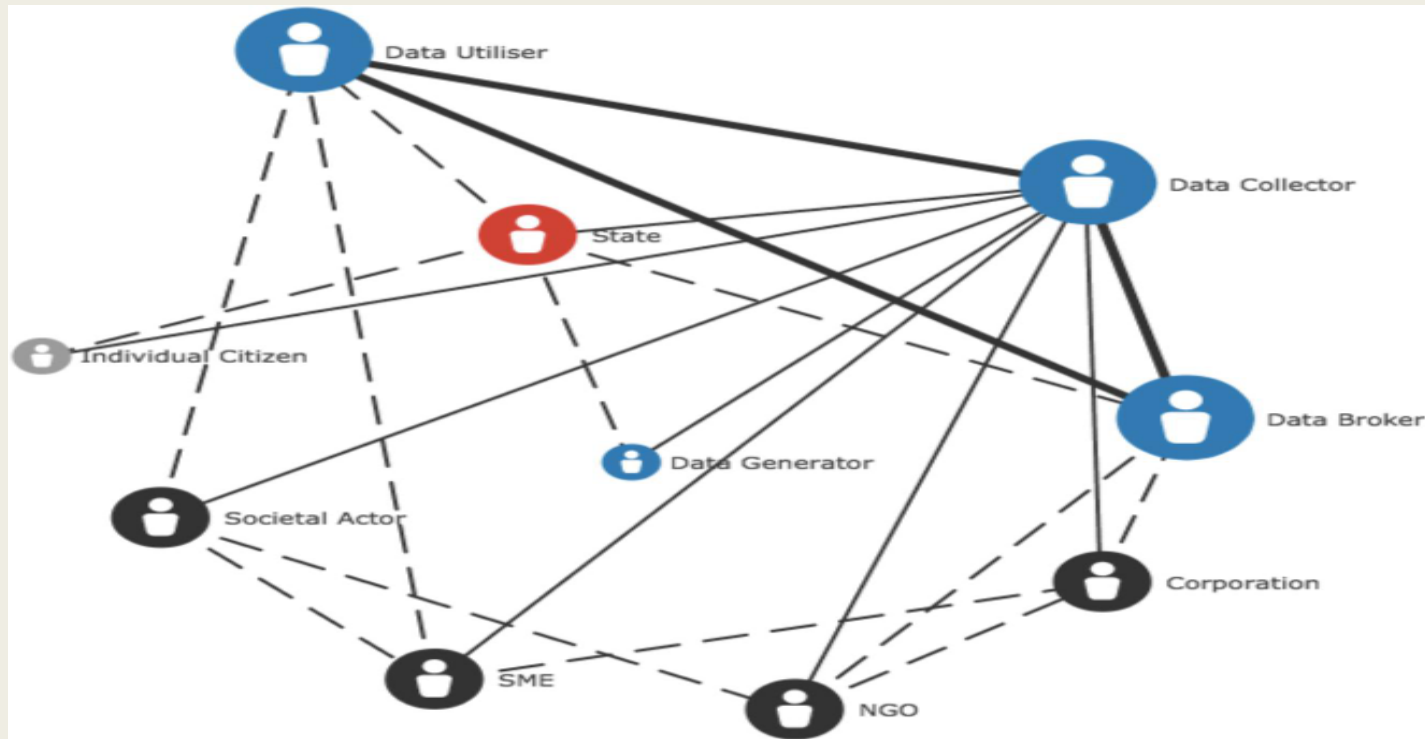 Data Utiliser
Data Collector
State
Individual Citizen
Data Broker
Data Generator
Societal Actor
Corporation
SME
NGO